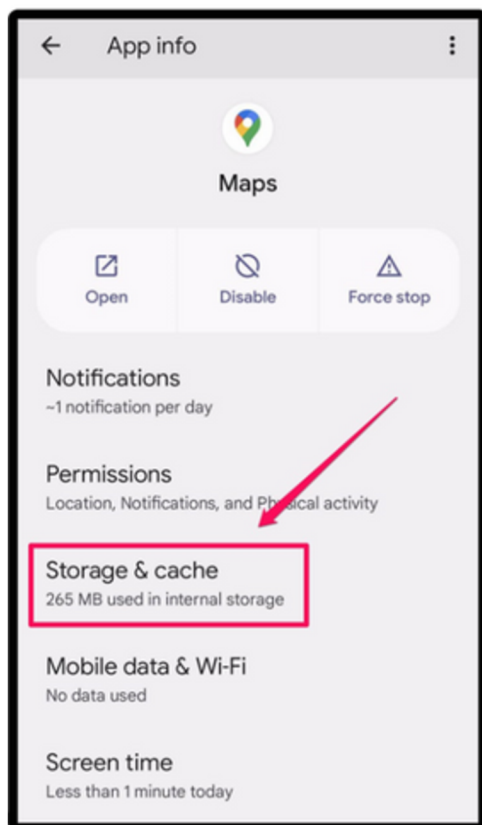 App info
Maps
Open Disable Force stop
Notifications
~1 notification per day
Permissions
Location, Notifications, and Physical activity
Storage & cache
265 MB used in internal storage
Mobile data & Wi-Fi
No data used
Screen time
Less than 1 minute today